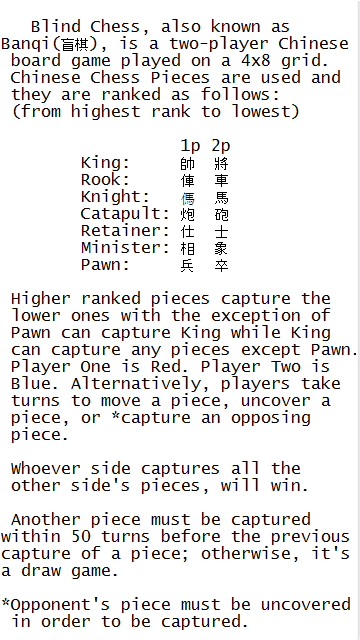 Blind Chess, also known as
Banqi(盲棋), is a two-player Chinese
board game played on a 4x8 grid.
Chinese Chess Pieces are used and
they are ranked as follows:
(from highest rank to lowest)
1p 2p
King: 帥 將
Rook: 俥 車
Knight: 傌 馬
Catapult: 炮 砲
Retainer: 仕 士
Minister: 相 象
Pawn: 兵 卒
Higher ranked pieces capture the
lower ones with the exception of
Pawn can capture King while King
can capture any pieces except Pawn.
Player One is Red. Player Two is
Blue. Alternatively, players take
turns to move a piece, uncover a
piece, or *capture an opposing
piece.
Whoever side captures all the
other side's pieces, will win.
Another piece must be captured
within 50 turns before the previous
capture of a piece; otherwise, it's
a draw game.
*Opponent's piece must be uncovered
in order to be captured.